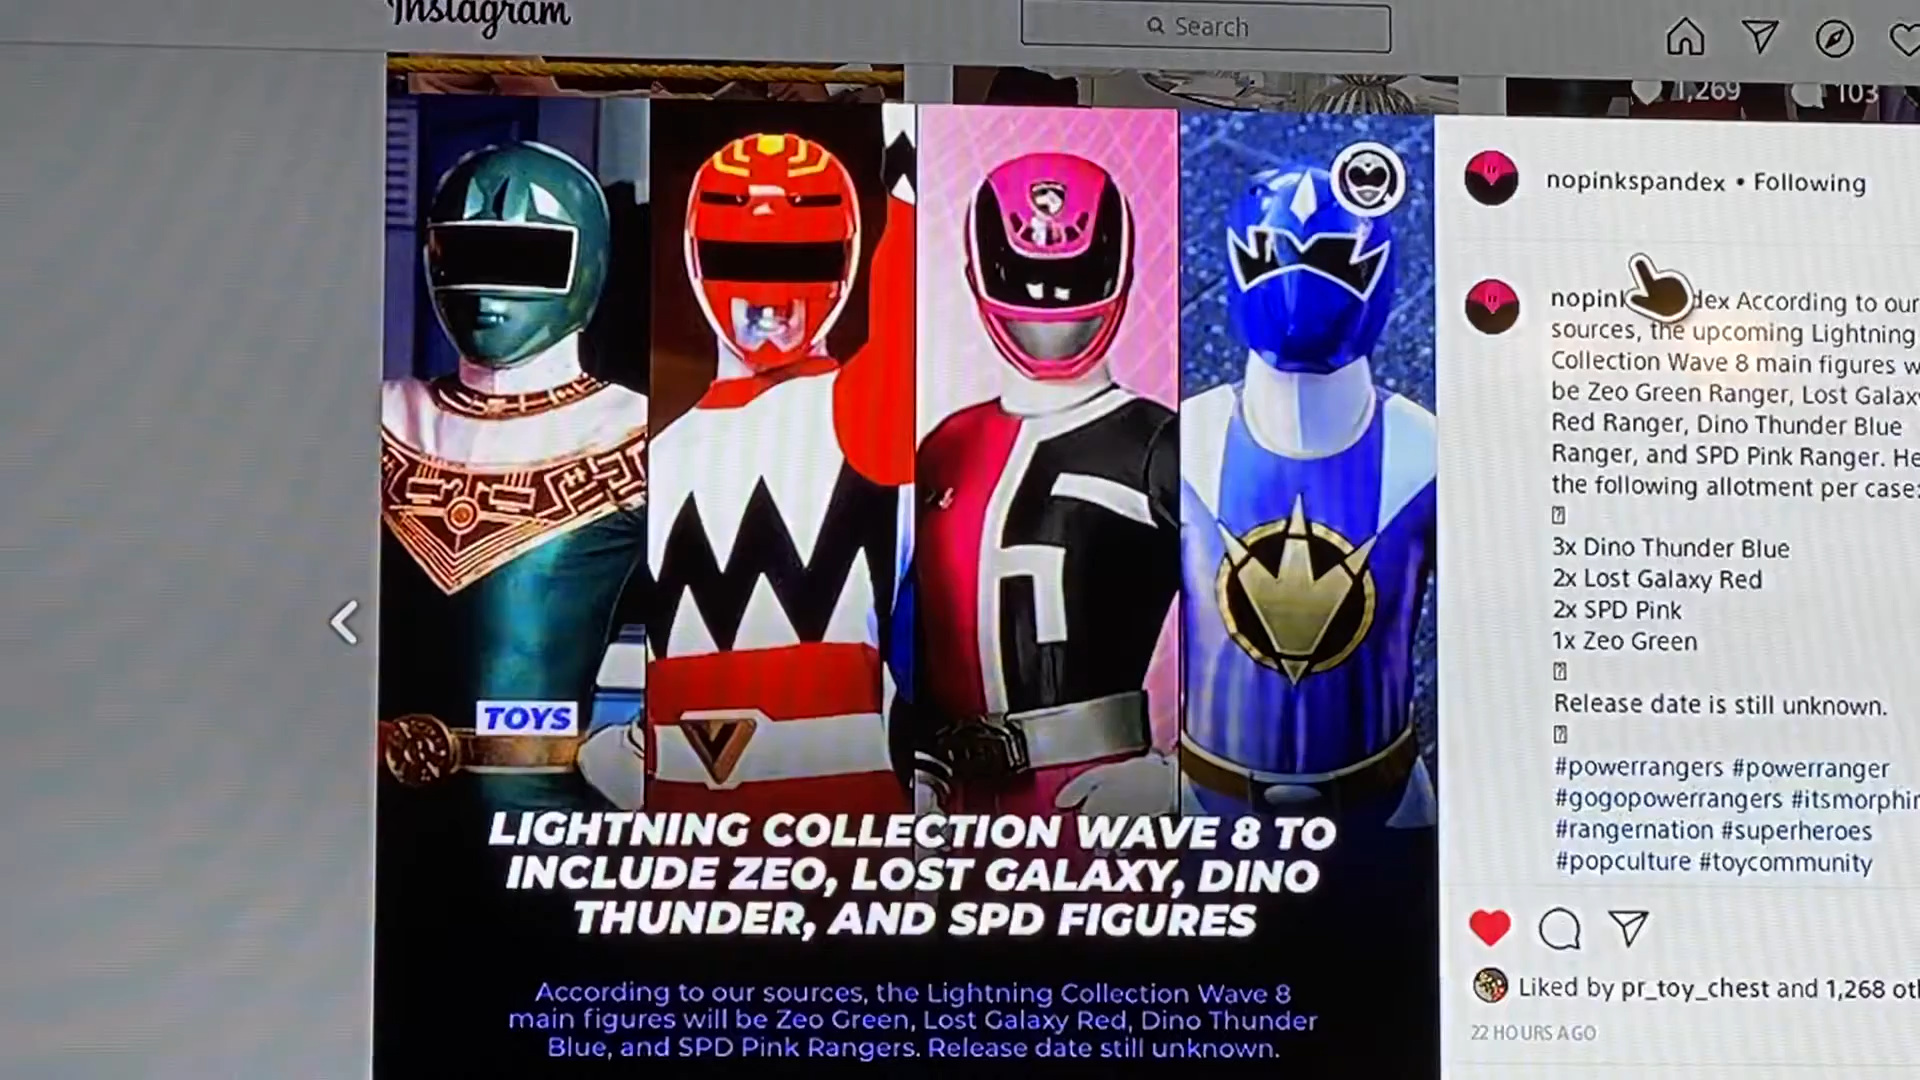 Instagram
Search
1,269
103
nopinkspandex • Following
According to our
sources, the upcoming Lightning
Collection Wave 8 main figures
be Zeo Green Ranger, Lost Galaxy
Red Ranger, Dino Thunder Blue
Ranger, and SPD Pink Ranger.
the following allotment per case:
3x Dino Thunder Blue
2x Lost Galaxy Red
2x SPD Pink
1x Zeo Green
Release date is still unknown.
#powerrangers #powerranger
#gogopowerrangers #itsmorphin
#rangernation #superheroes
#popculture #toycommunity
Liked by pr_toy_chest and 1,268
22 HOURS AGO
TOYS
LIGHTNING COLLECTION WAVE 8 TO
INCLUDE ZEO, LOST GALAXY, DINO
THUNDER, AND SPD FIGURES
According to our sources, the Lightning Collection Wave 8
main figures will be Zeo Green, Lost Galaxy Red, Dino Thunder
Blue, and SPD Pink Rangers. Release date still unknown.